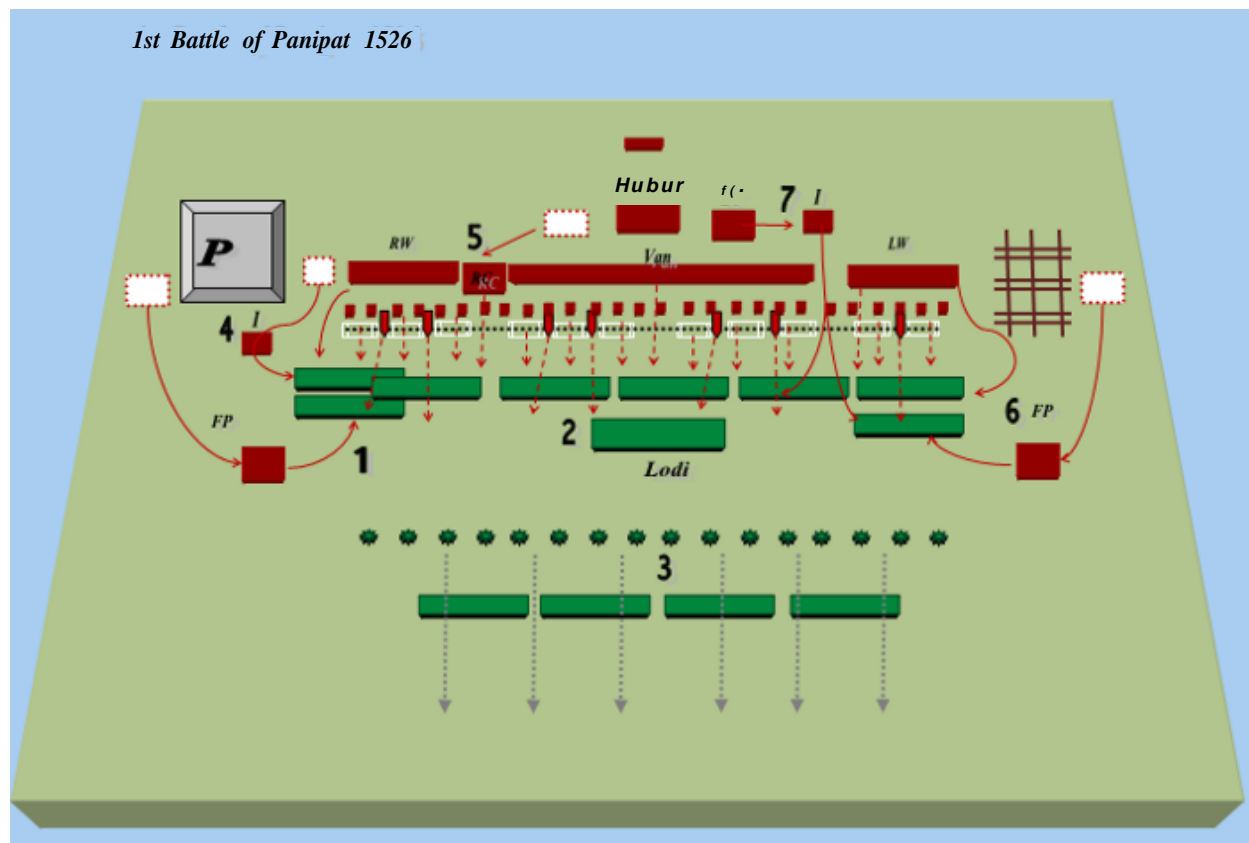 1st Battle of Panipat 1526
Hubur
f(.
7
I
P
RW
5
LW
Van
RC
4
I
FP
1
2
6
FP
Lodi
3